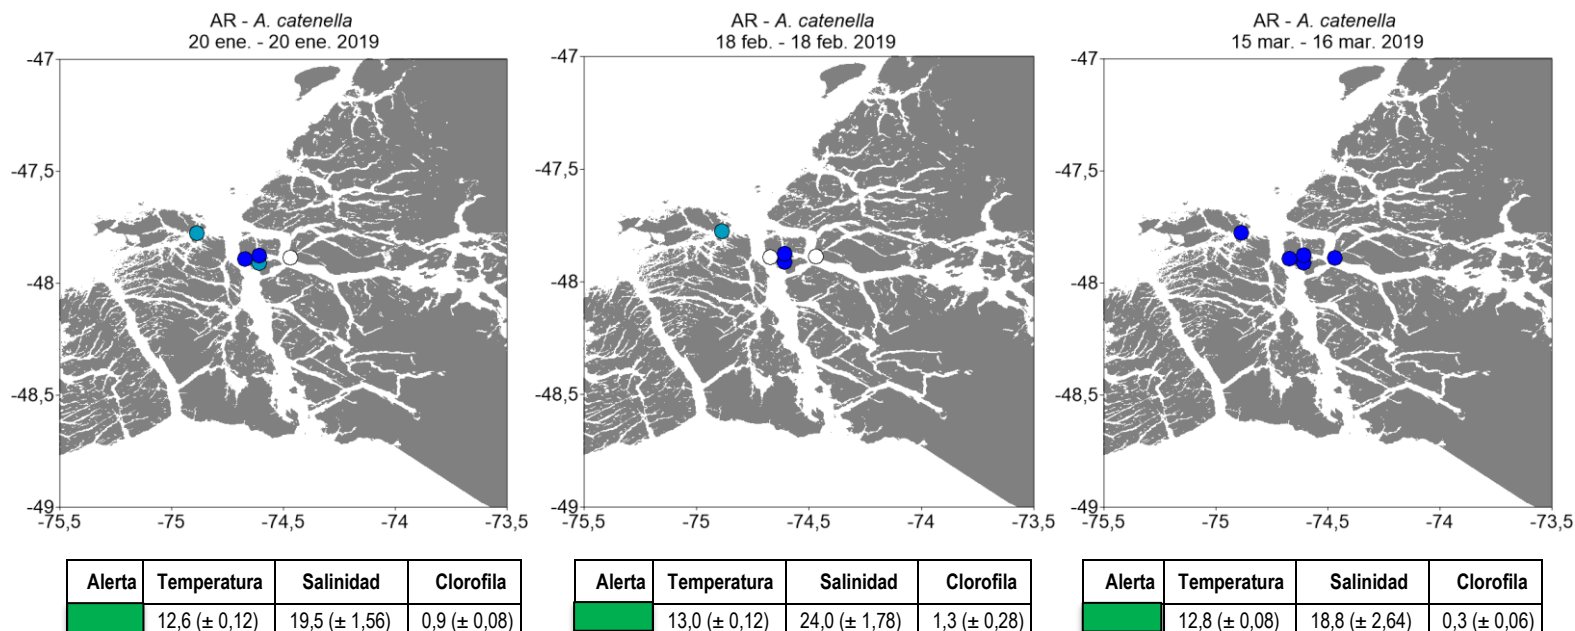 AR - A. catenella
20 ene. - 20 ene. 2019
-47
-47,5
-48
-48,5
-49
-75,5
-75
-74,5
-74
-73,5
Alerta Temperatura Salinidad Clorofila
12,6 (± 0,12) 19,5 (± 1,56) 0,9 (± 0,08)
AR - A. catenella
18 feb. - 18 feb. 2019
-47
-47,5
-48
-48,5
-49
-75,5
-75
-74,5
-74
-73,5
Alerta Temperatura Salinidad Clorofila
13,0 (± 0,12) 24,0 (± 1,78) 1,3 (± 0,28)
AR - A. catenella
15 mar. - 16 mar. 2019
-47
-47,5
-48
-48,5
-49
-75,5
-75
-74,5
-74
-73,5
Alerta Temperatura Salinidad Clorofila
12,8 (± 0,08) 18,8 (± 2,64) 0,3 (± 0,06)